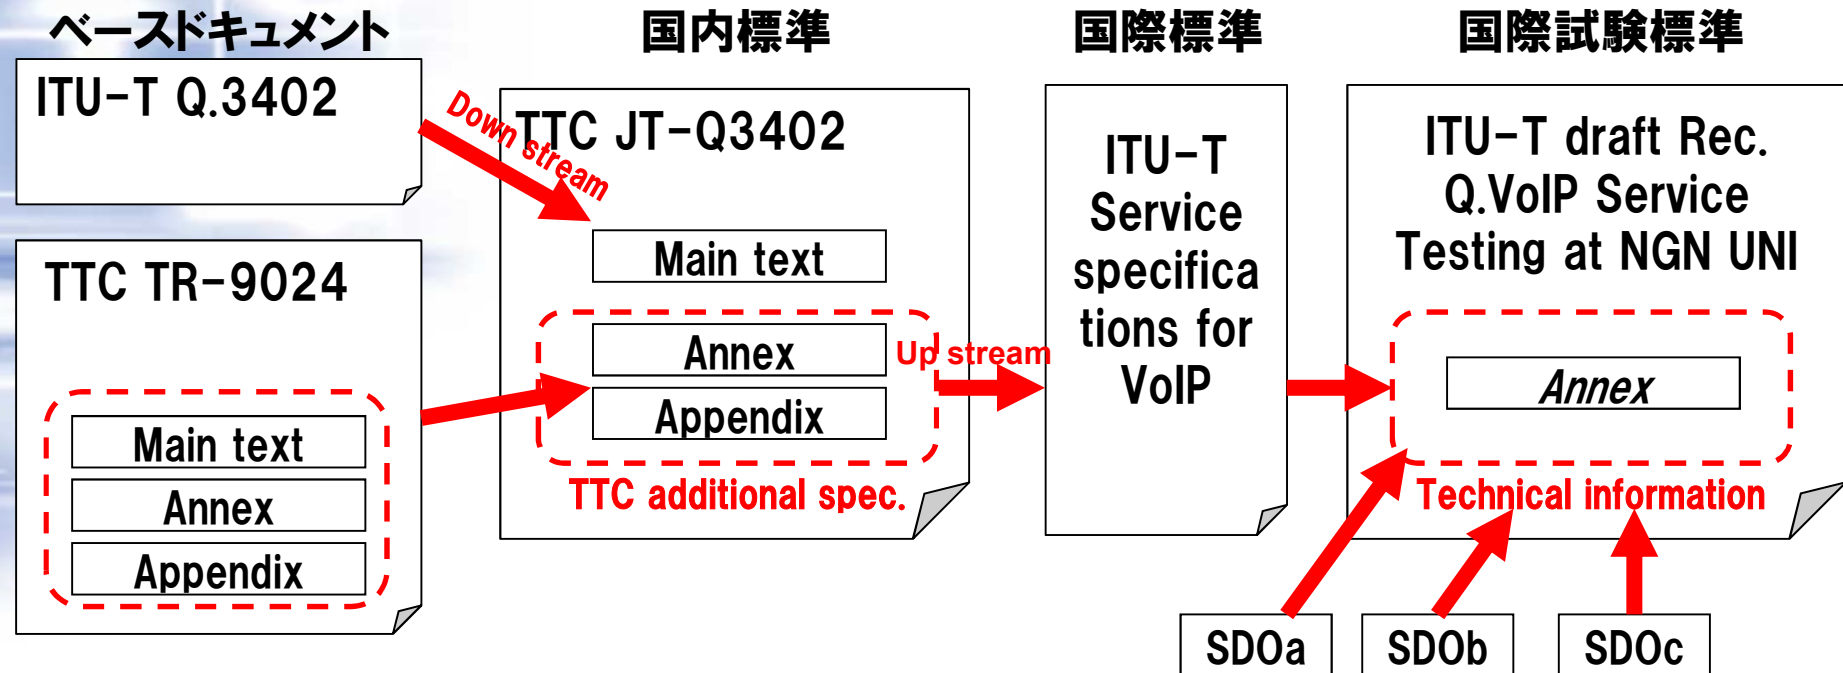 ベースドキュメント
国内標準
国際標準
国際試験標準
ITU-T Q.3402
TTC TR-9024
Main text
Annex
Appendix
Down stream
TTC JT-Q3402
Main text
Annex
Appendix
TTC additional spec.
Up stream
ITU-T
Service
specifica
tions for
VoIP
ITU-T draft Rec.
Q.VoIP Service
Testing at NGN UNI
Annex
Technical information
SDOa
SDOb
SDOc